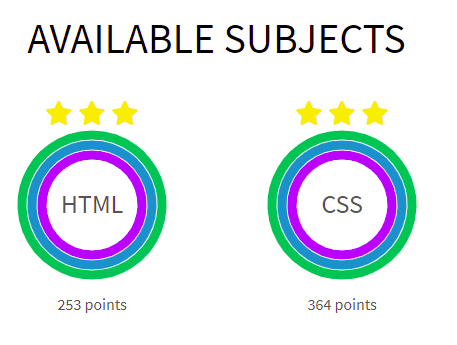 AVAILABLE SUBJECTS
HTML
CSS
253 points
364 points